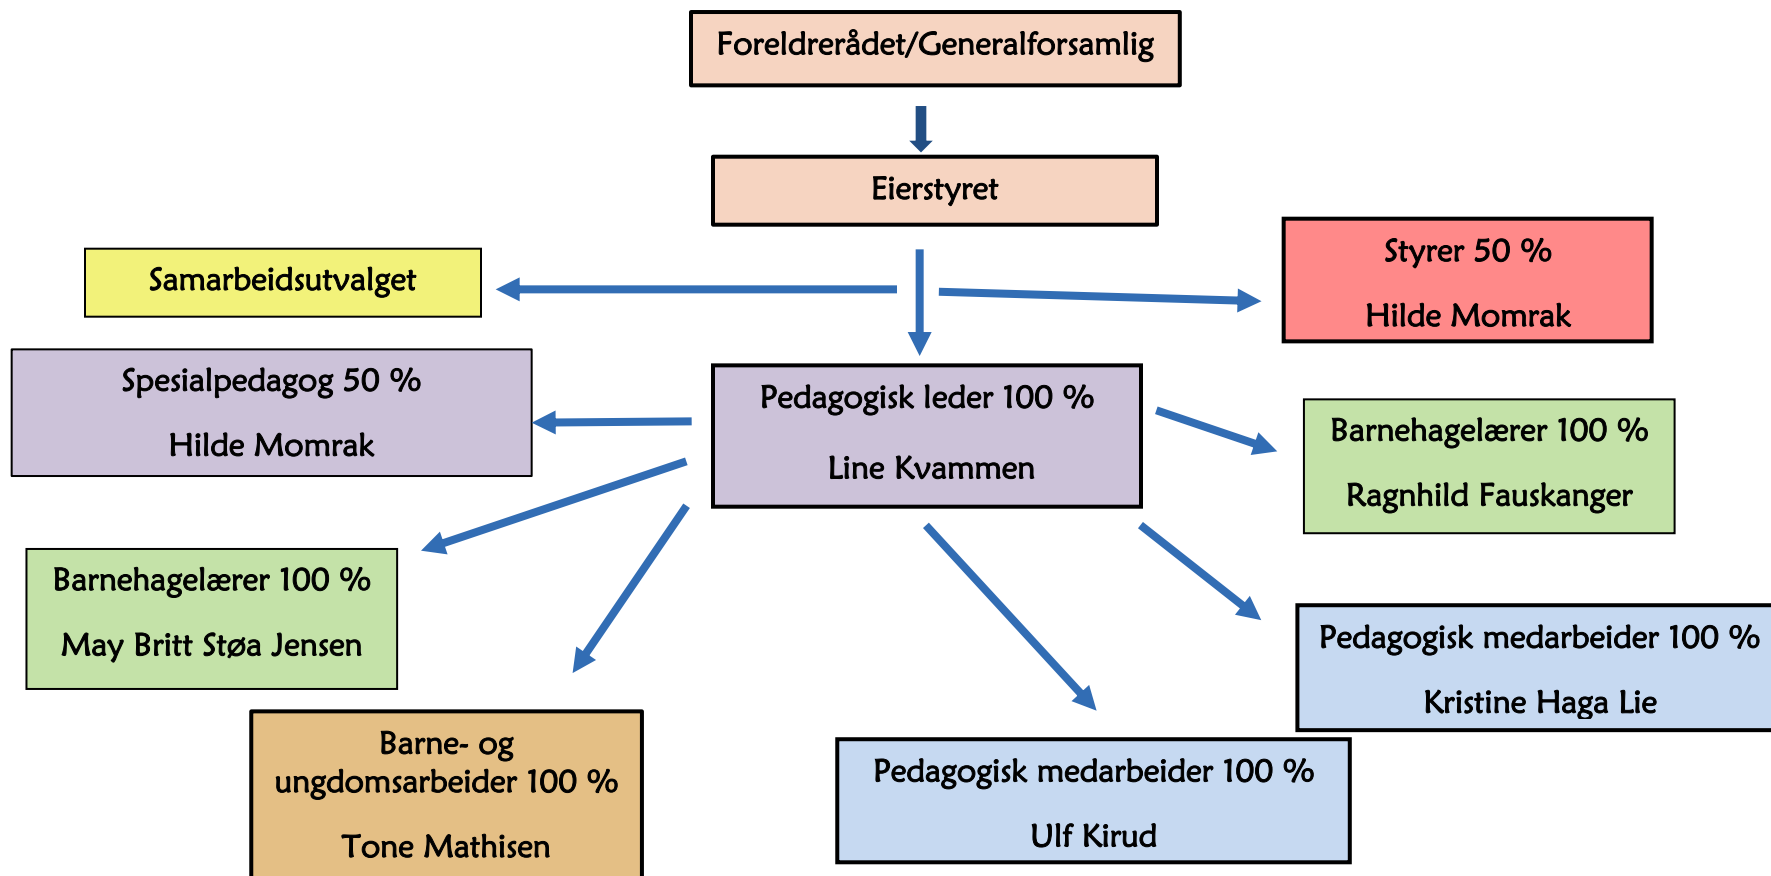 Foreldrerådet/Generalforsamlig
Eierstyret
Samarbeidsutvalget
Styrer 50 %
Hilde Momrak
Spesialpedagog 50 %
Hilde Momrak
Pedagogisk leder 100 %
Line Kvammen
Barnehagelærer 100 %
Ragnhild Fauskanger
Barnehagelærer 100 %
May Britt Støa Jensen
Pedagogisk medarbeider 100 %
Kristine Haga Lie
Barne- og
ungdomsarbeider 100 %
Tone Mathisen
Pedagogisk medarbeider 100 %
Ulf Kirud